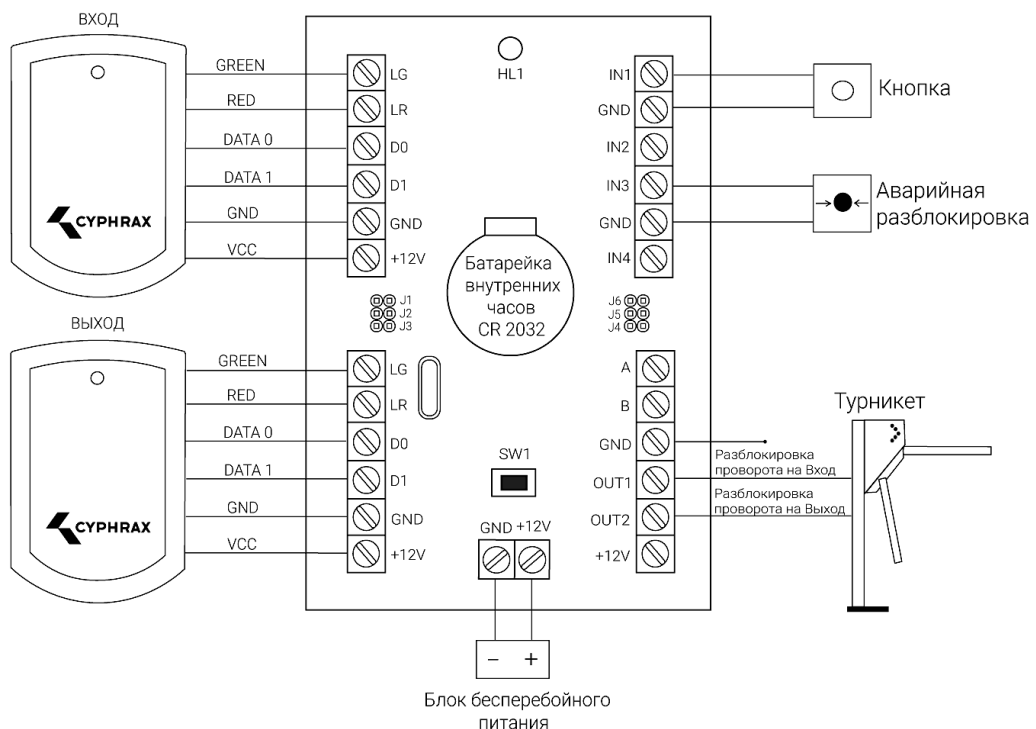 ВХОД
GREEN
RED
DATA 0
DATA 1
GND
VCC
CYPHRAX
LG
LR
D0
D1
GND
+12V
HL1
IN1
GND
IN2
IN3
GND
IN4
Кнопка
Аварийная
разблокировка
Батарейка
внутренних
часов
CR 2032
J1
J2
J3
J6
J5
J4
ВЫХОД
GREEN
RED
DATA 0
DATA 1
GND
VCC
CYPHRAX
LG
LR
D0
D1
GND
+12V
SW1
GND +12V
A
B
GND
OUT1
OUT2
+12V
Турникет
Разблокировка
проворота на Вход
Разблокировка
проворота на Выход
– +
Блок бесперебойного
питания